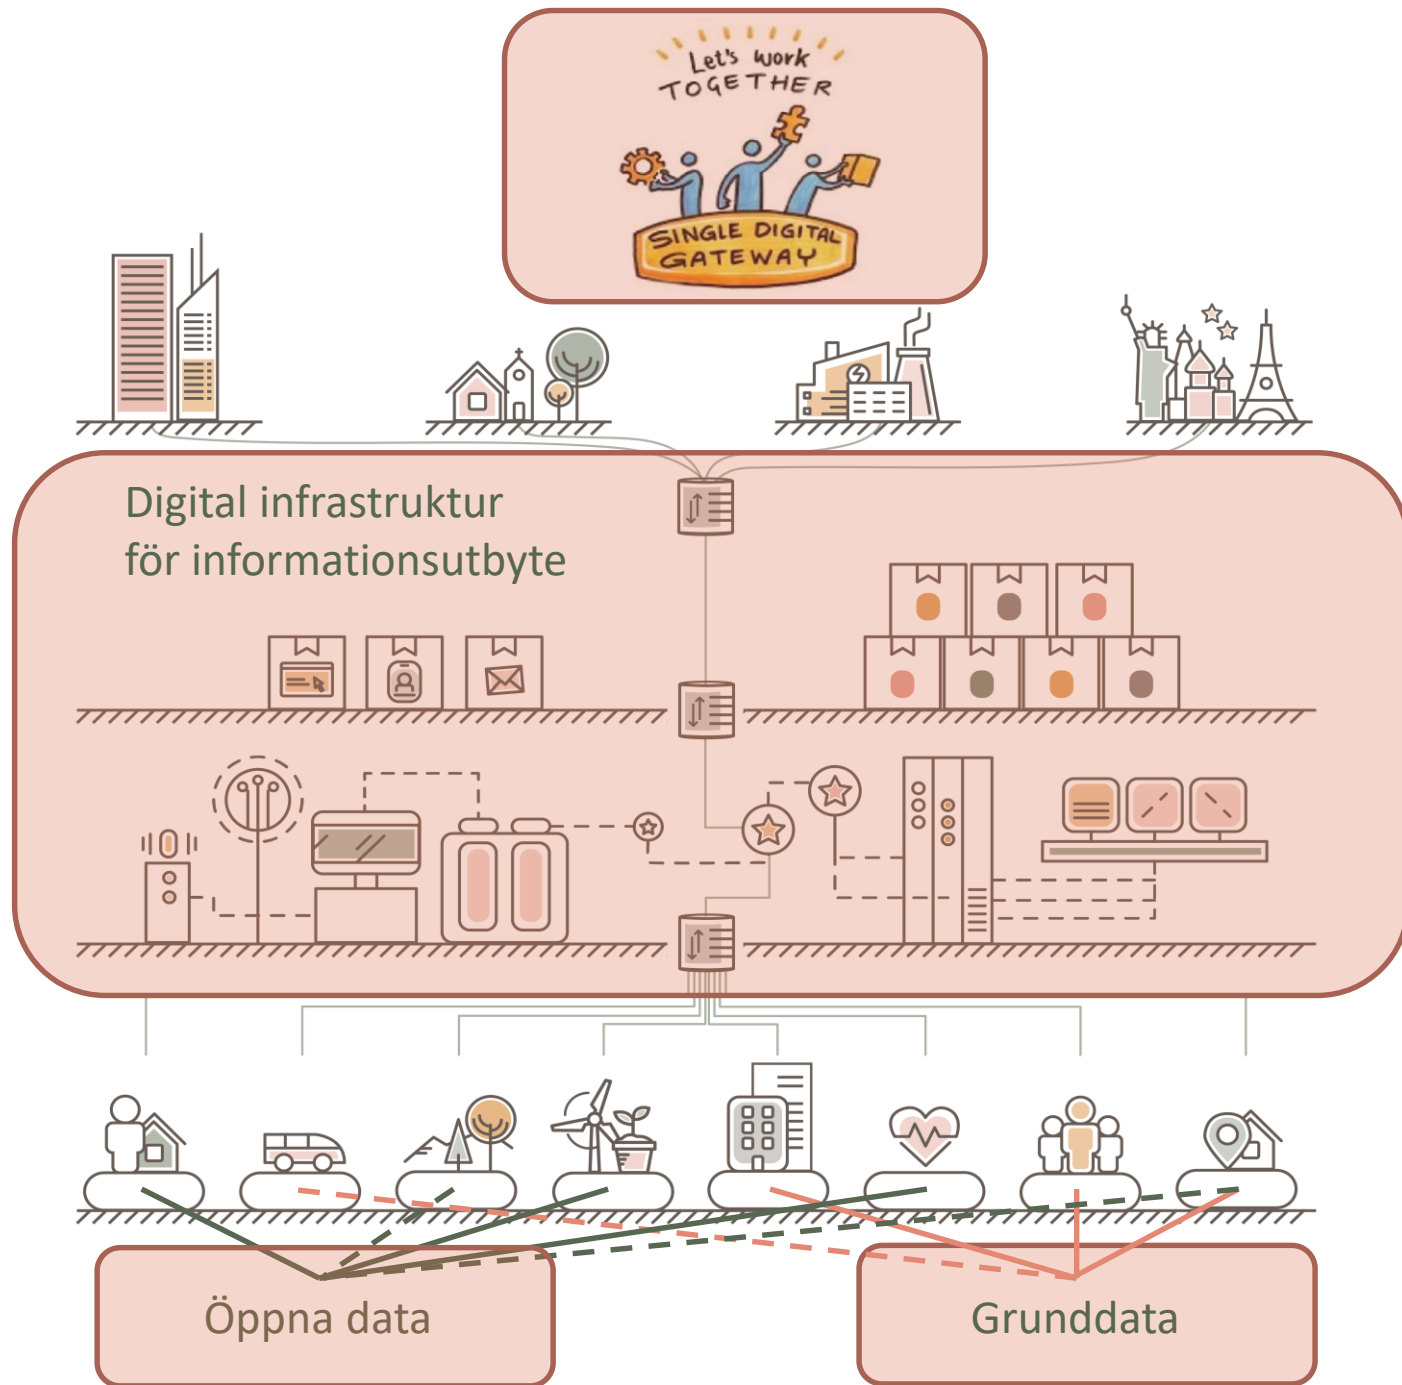 Let's work
TOGETHER
SINGLE DIGITAL
GATEWAY
Digital infrastruktur
för informationsutbyte
Öppna data
Grunddata